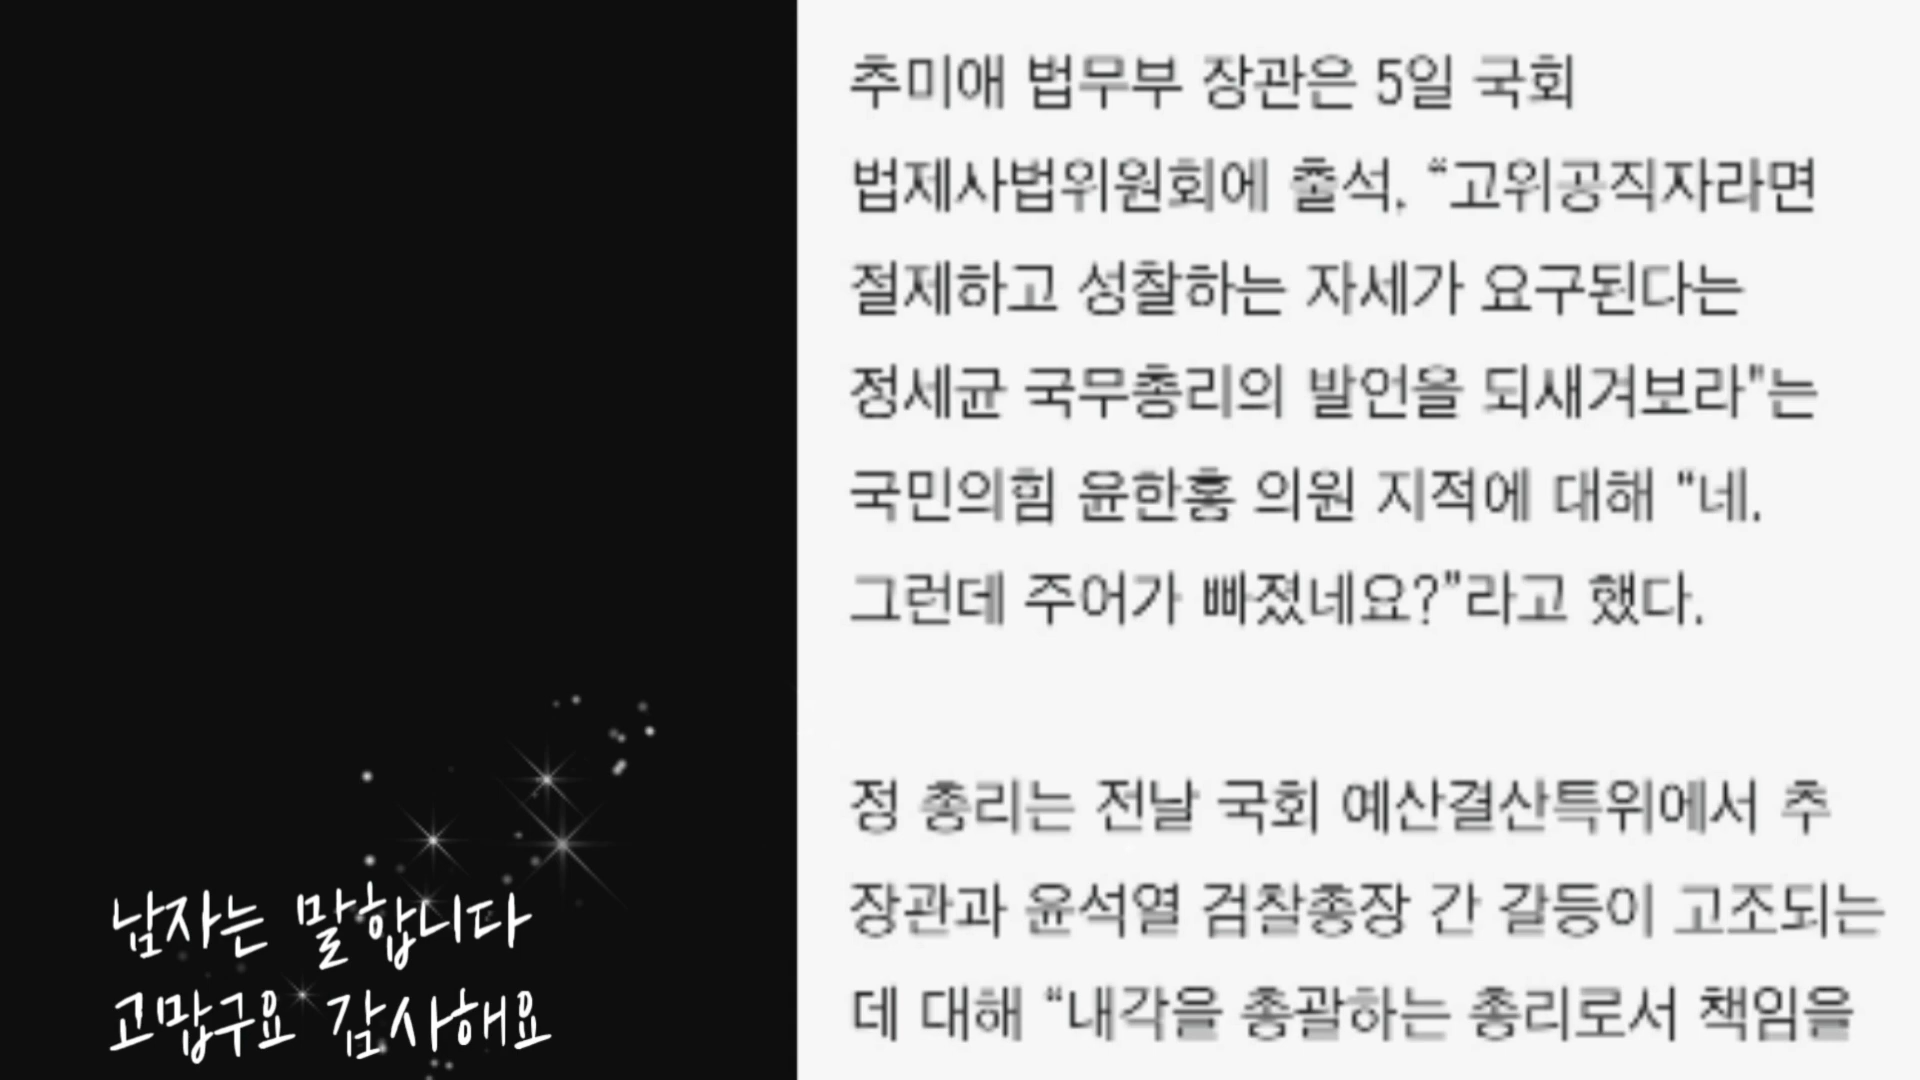 추미애 법무부 장관은 5일 국회
법제사법위원회에 출석, “고위공직자라면
절제하고 성찰하는 자세가 요구된다는
정세균 국무총리의 발언을 되새겨보라"는
국민의힘 윤한홍 의원 지적에 대해 "네.
그런데 주어가 빠졌네요?"라고 했다.
정 총리는 전날 국회 예산결산특위에서 추
장관과 윤석열 검찰총장 간 갈등이 고조되는
데 대해 “내각을 총괄하는 총리로서 책임을
남자는 말합니다
고맙구요 감사해요